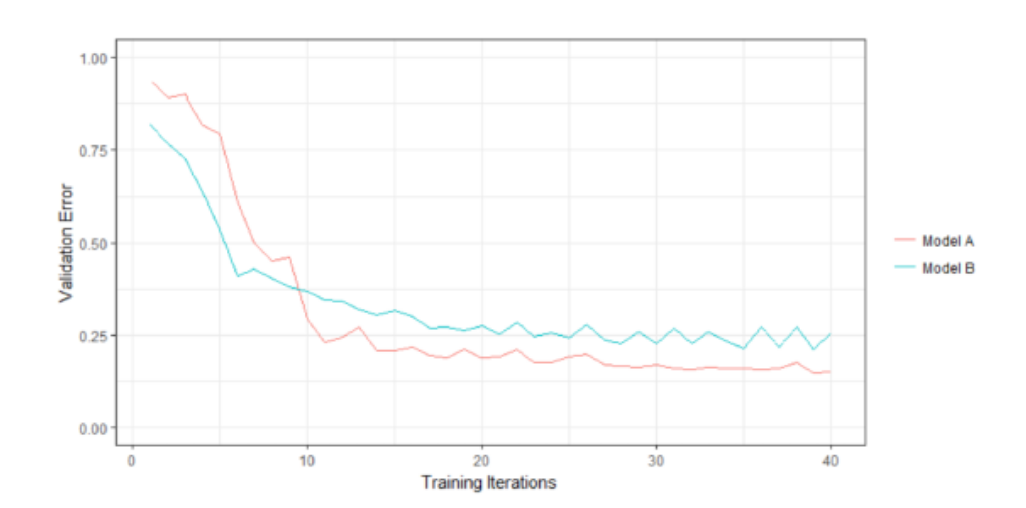 1.00
0.75
0.50
0.25
0.00
Validation Error
0 10 20 30 40
Training Iterations
Model A
Model B